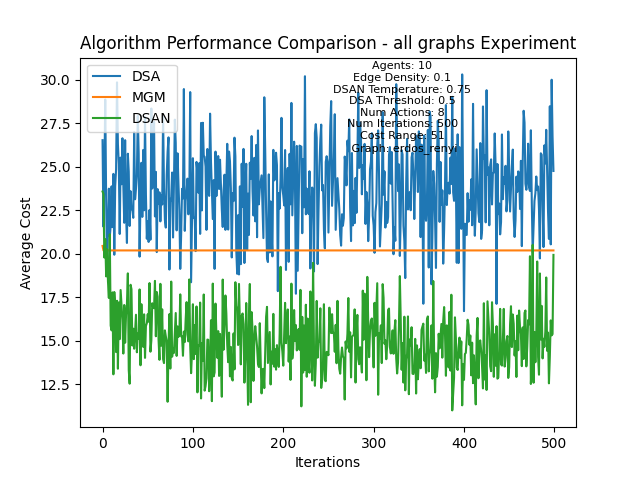 Algorithm Performance Comparison - all graphs Experiment
DSA
MGM
DSAN
Agents: 10
Edge Density: 0.1
DSAN Temperature: 0.75
DSA Threshold: 0.5
Num Actions: 8
Num Iterations: 500
Cost Range: 51
Graph: erdos_renyi
Average Cost
30.0
27.5
25.0
22.5
20.0
17.5
15.0
12.5
0
100
200
300
400
500
Iterations